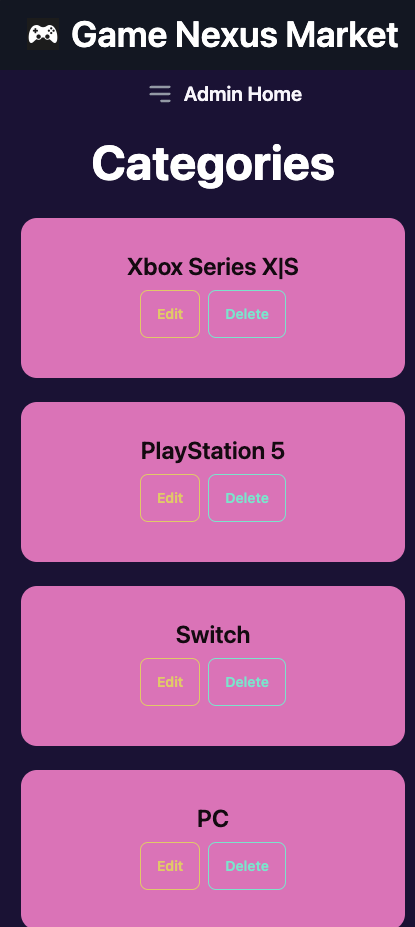 Game Nexus Market
Admin Home
Categories
Xbox Series X|S
Edit Delete
PlayStation 5
Edit Delete
Switch
Edit Delete
PC
Edit Delete